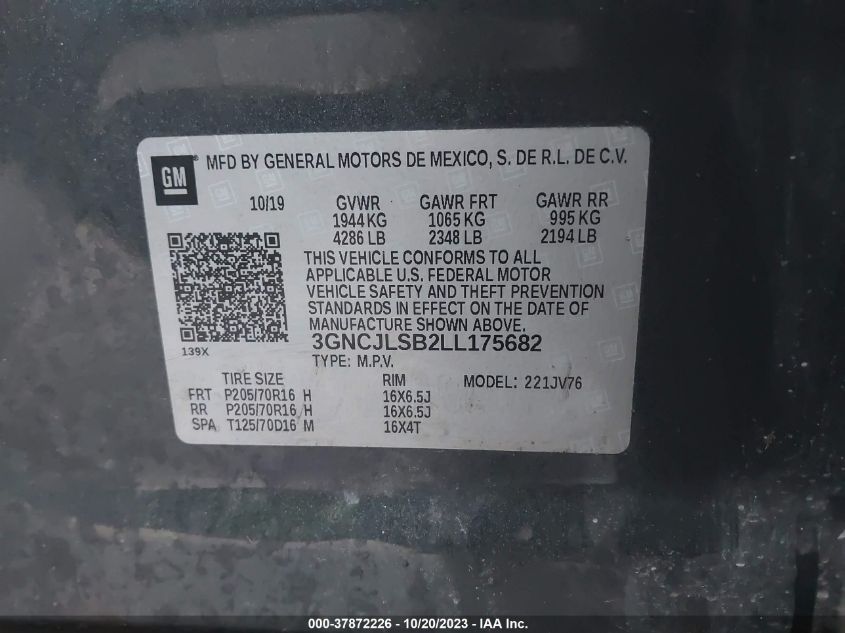 GM
MFD BY GENERAL MOTORS DE MEXICO, S. DE R.L. DE C.V.
10/19 GVWR GAWR FRT GAWR RR
1944 KG 1065 KG 995 KG
4286 LB 2348 LB 2194 LB
THIS VEHICLE CONFORMS TO ALL
APPLICABLE U.S. FEDERAL MOTOR
VEHICLE SAFETY AND THEFT PREVENTION
STANDARDS IN EFFECT ON THE DATE OF
MANUFACTURE SHOWN ABOVE.
139X 3GNCJLSB2LL175682
TYPE: M.P.V.
TIRE SIZE RIM MODEL: 221JV76
FRT P205/70R16 H 16X6.5J
RR P205/70R16 H 16X6.5J
SPA T125/70D16 M 16X4T
000-37872226 - 10/20/2023 - IAA Inc.